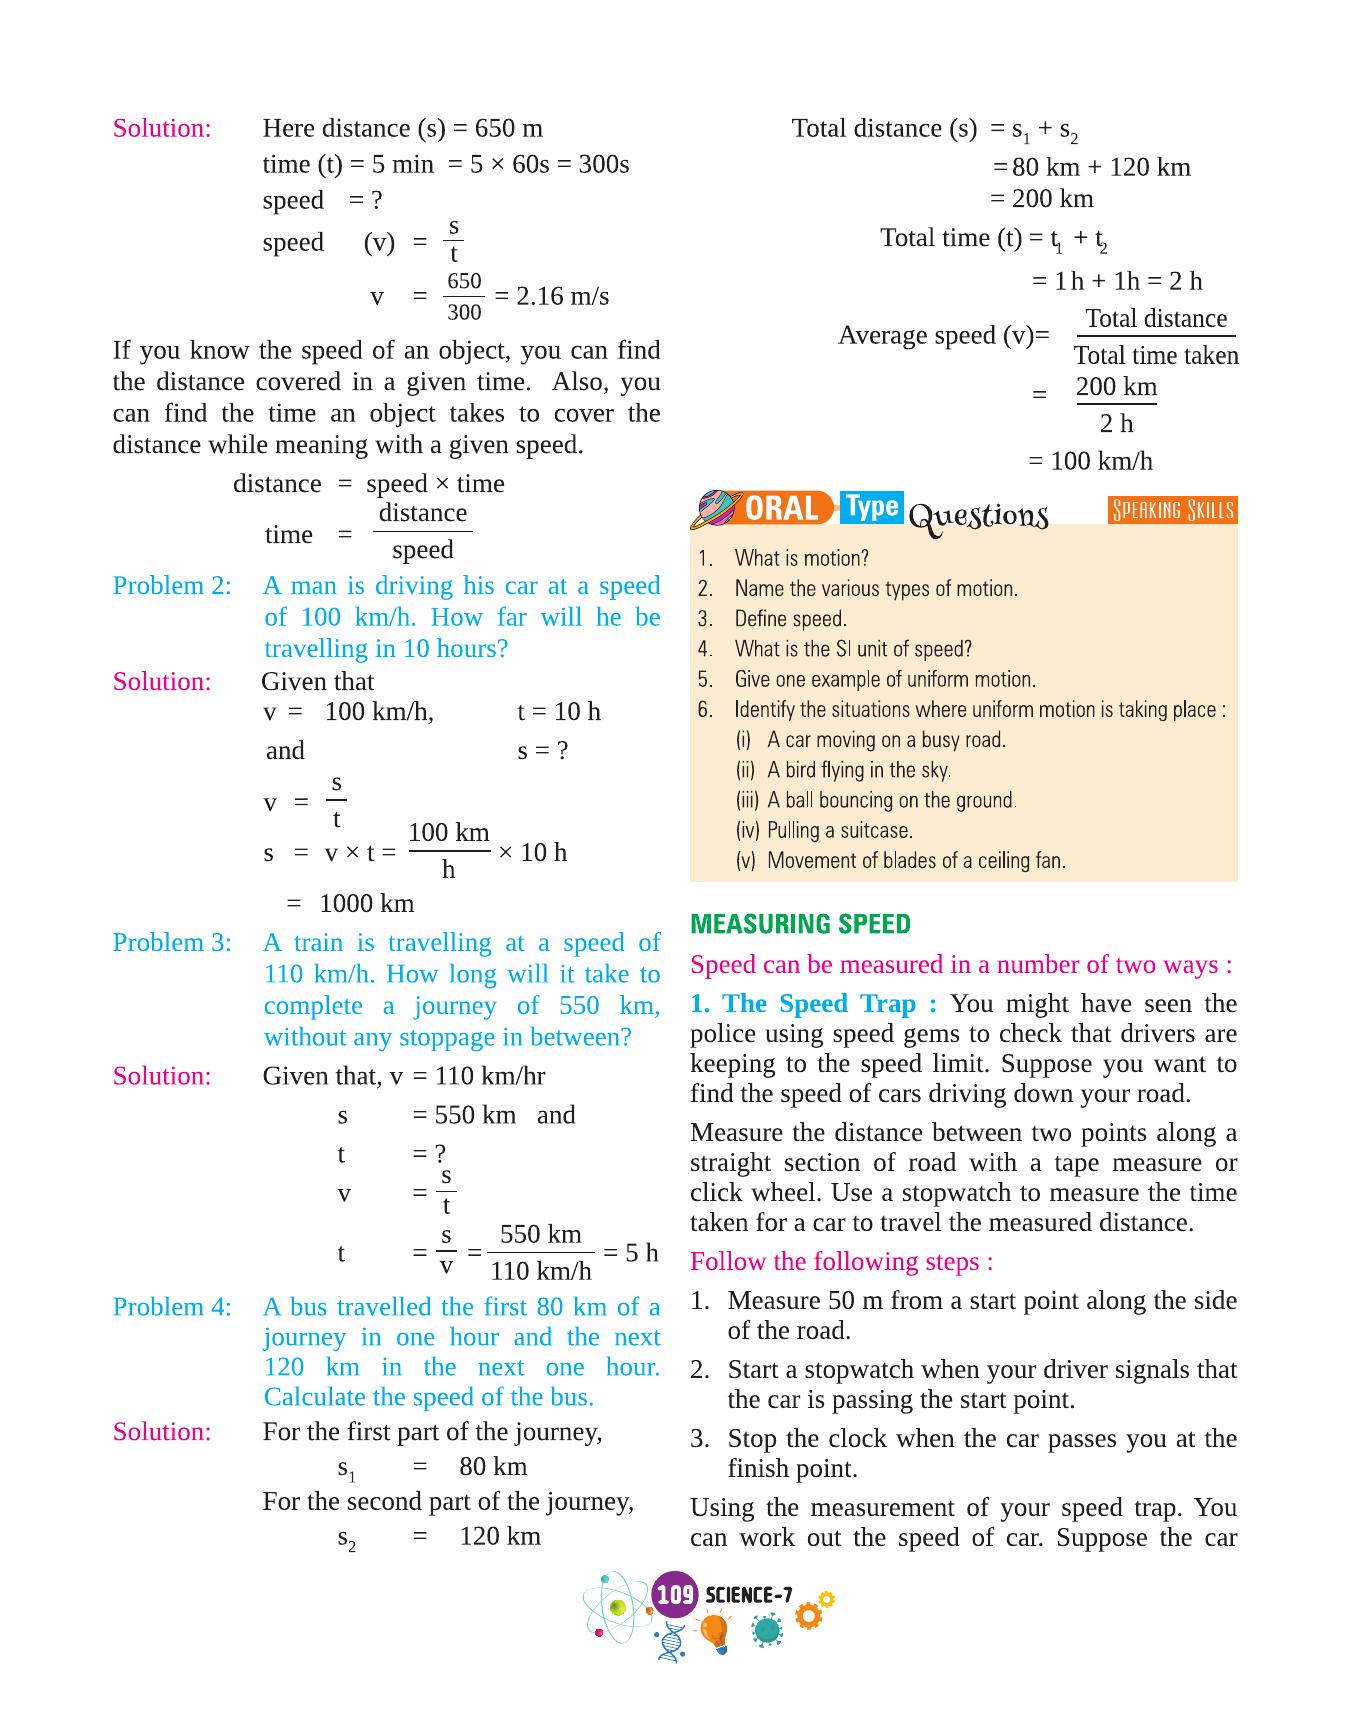 Solution: Here distance (s) = 650 m
time (t) = 5 min = 5 × 60s = 300s
speed = ?
speed (v) = s/t
v = 650/300 = 2.16 m/s
If you know the speed of an object, you can find
the distance covered in a given time. Also, you
can find the time an object takes to cover the
distance while meaning with a given speed.
distance = speed × time
time = distance/speed
Problem 2: A man is driving his car at a speed
of 100 km/h. How far will he be
travelling in 10 hours?
Solution: Given that
v = 100 km/h, t = 10 h
and s = ?
v = s/t
s = v × t = 100 km/h × 10 h
= 1000 km
Problem 3: A train is travelling at a speed of
110 km/h. How long will it take to
complete a journey of 550 km,
without any stoppage in between?
Solution: Given that, v = 110 km/hr
s = 550 km and
t = ?
v = s/t
t = s/v = 550 km/110 km/h = 5 h
Problem 4: A bus travelled the first 80 km of a
journey in one hour and the next
120 km in the next one hour.
Calculate the speed of the bus.
Solution: For the first part of the journey,
s1 = 80 km
For the second part of the journey,
s2 = 120 km
Total distance (s) = s1 + s2
= 80 km + 120 km
= 200 km
Total time (t) = t1 + t2
= 1 h + 1h = 2 h
Average speed (v)= Total distance/Total time taken
= 200 km/2 h
= 100 km/h
ORAL Type Questions SPEAKING SKILLS
1. What is motion?
2. Name the various types of motion.
3. Define speed.
4. What is the SI unit of speed?
5. Give one example of uniform motion.
6. Identify the situations where uniform motion is taking place :
(i) A car moving on a busy road.
(ii) A bird flying in the sky.
(iii) A ball bouncing on the ground.
(iv) Pulling a suitcase.
(v) Movement of blades of a ceiling fan.
MEASURING SPEED
Speed can be measured in a number of two ways :
1. The Speed Trap : You might have seen the
police using speed gems to check that drivers are
keeping to the speed limit. Suppose you want to
find the speed of cars driving down your road.
Measure the distance between two points along a
straight section of road with a tape measure or
click wheel. Use a stopwatch to measure the time
taken for a car to travel the measured distance.
Follow the following steps :
1. Measure 50 m from a start point along the side
of the road.
2. Start a stopwatch when your driver signals that
the car is passing the start point.
3. Stop the clock when the car passes you at the
finish point.
Using the measurement of your speed trap. You
can work out the speed of car. Suppose the car
109 SCIENCE-7